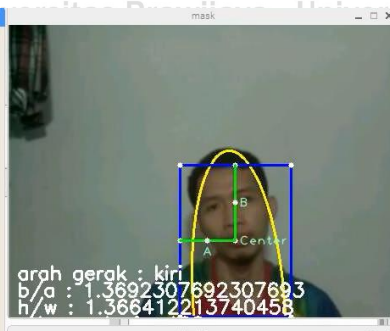 mask
B
Center
A
arah gerak : kiri
b/a : 1.3692307692307693
h/w : 1.366412213740458